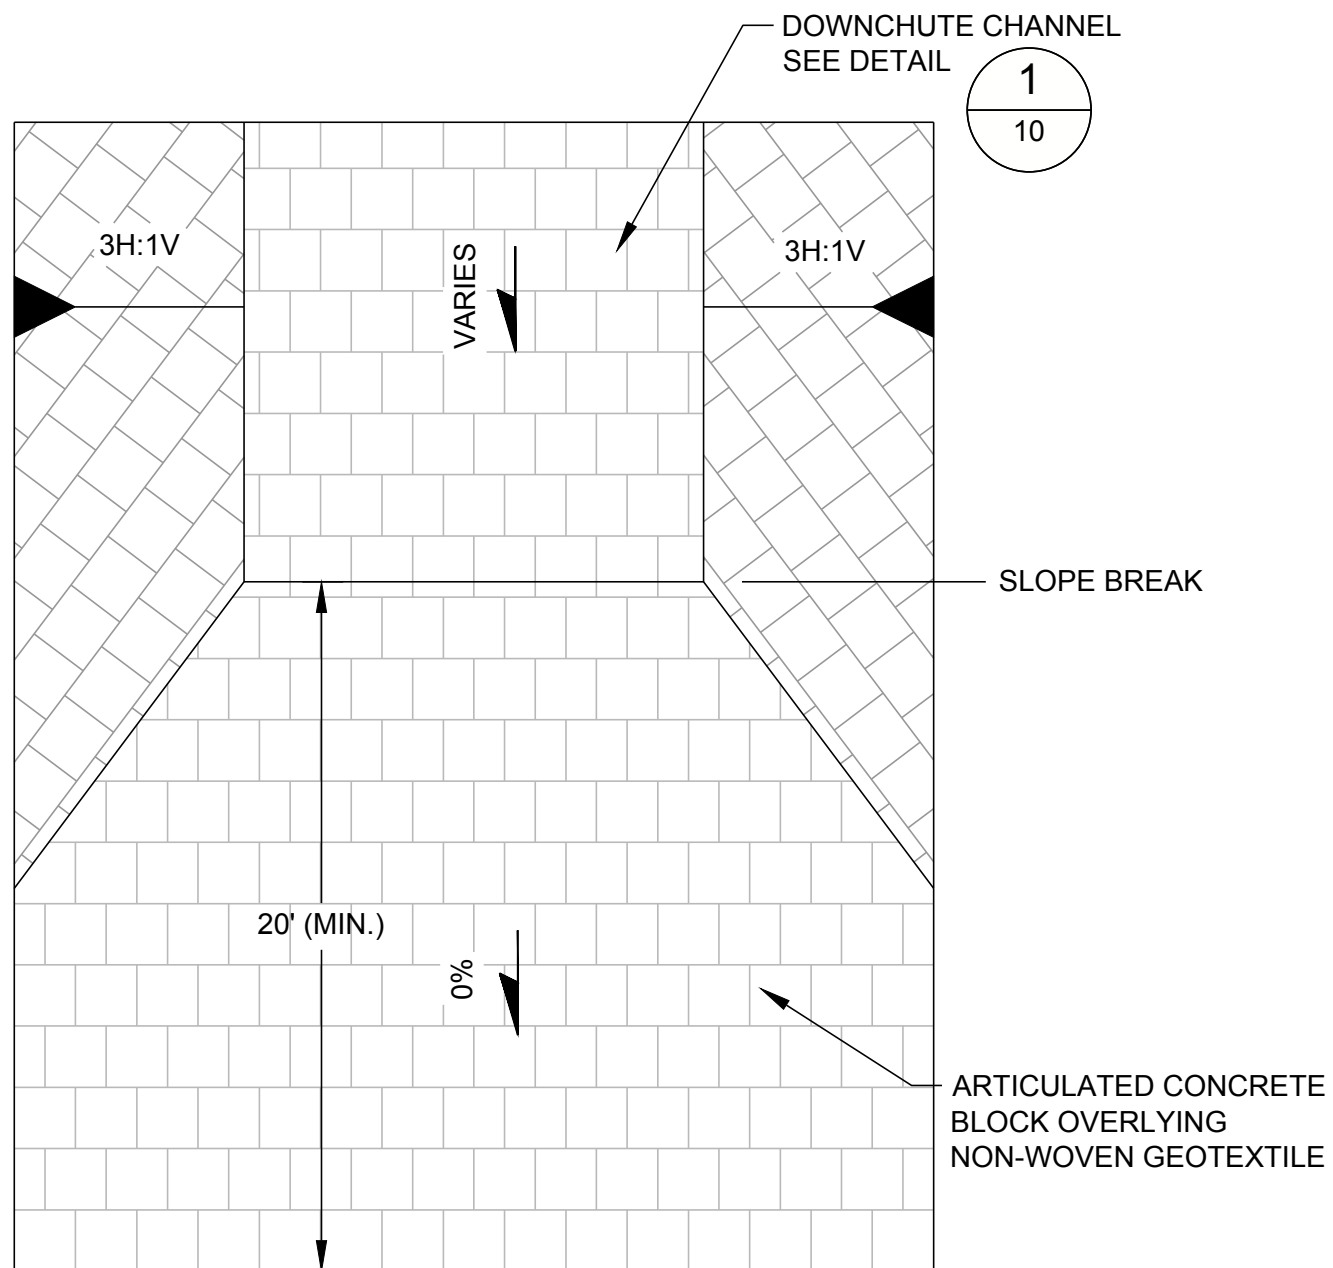 DOWNCHUTE CHANNEL
SEE DETAIL
1
10
3H:1V
VARIES
3H:1V
SLOPE BREAK
20' (MIN.)
0%
ARTICULATED CONCRETE
BLOCK OVERLYING
NON-WOVEN GEOTEXTILE